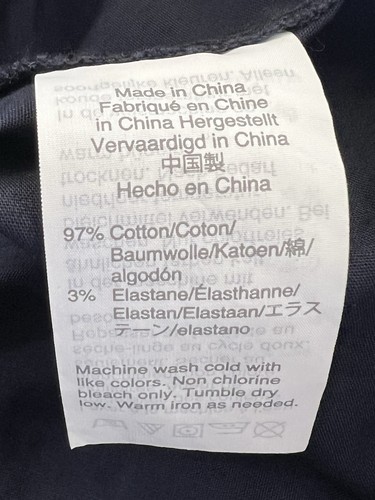 Made in China
Fabriqué en Chine
in China Hergestellt
Vervaardigd in China
中国製
Hecho en China
97% Cotton/Coton/
Baumwolle/Katoen/綿/
algodón
3% Elastane/Élasthanne/
Elastan/Elastaan/エラス
テーン/elastano
Machine wash cold with
like colors. Non chlorine
bleach only. Tumble dry
low. Warm iron as needed.